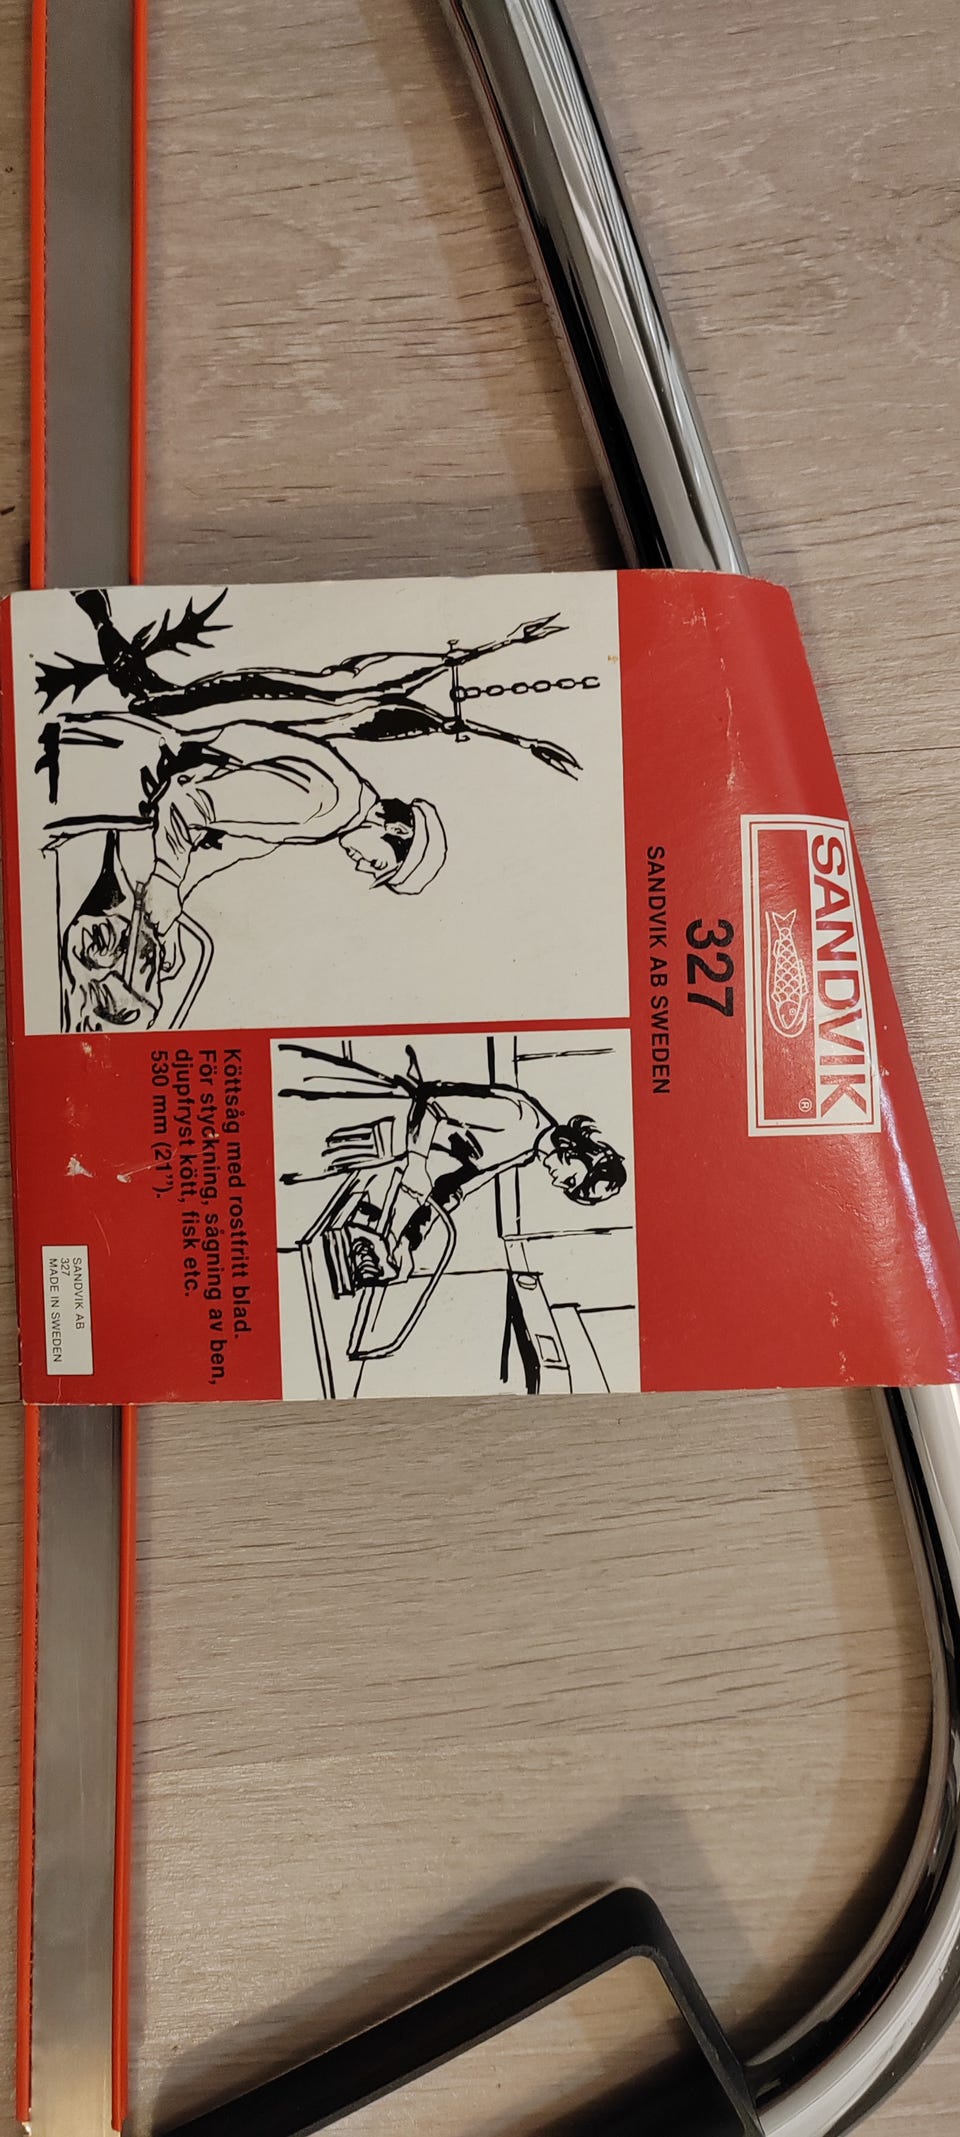 SANDVIK
®
327
SANDVIK AB SWEDEN
Köttsåg med rostfritt blad.
För styckning, sågning av ben,
djupfryst kött, fisk etc.
530 mm (21").
SANDVIK AB
327
MADE IN SWEDEN